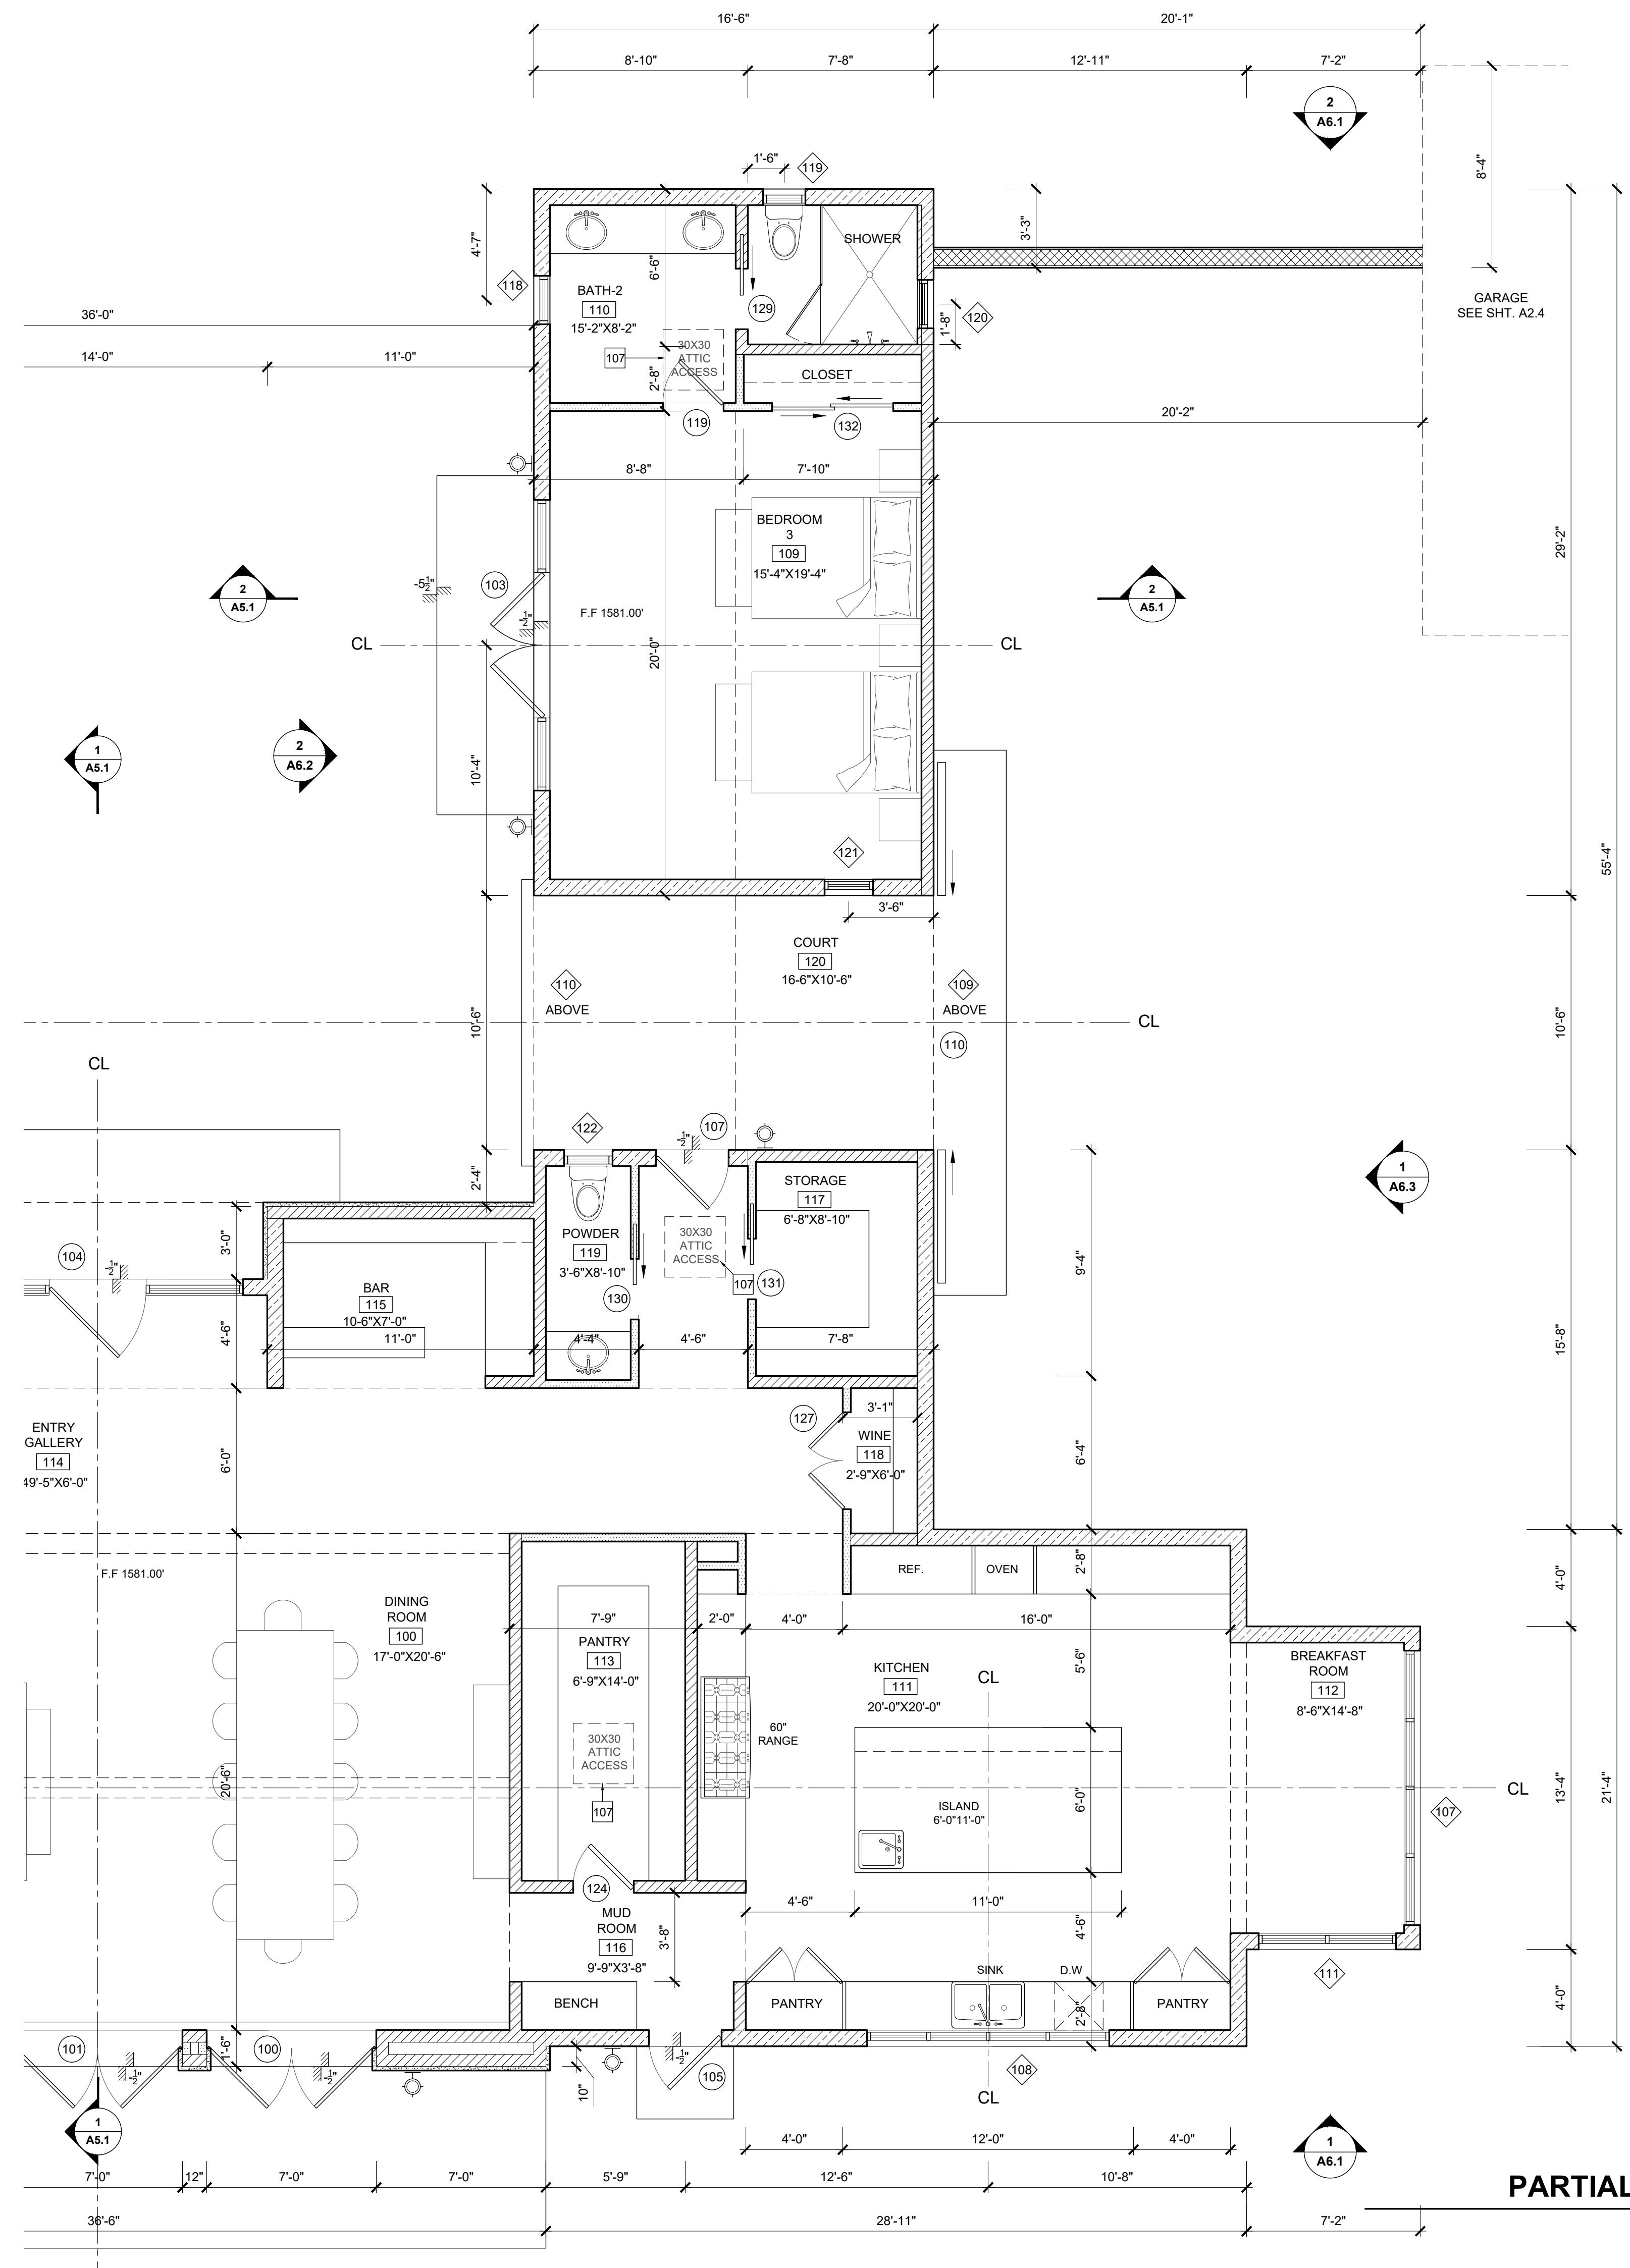 16'-6"
20'-1"
8'-10"
7'-8"
12'-11"
7'-2"
2
A6.1
8'-4"
1'-6"
119
4'-7"
3'-3"
SHOWER
6'-6"
118
BATH-2
110
15'-2"X8'-2"
129
120
1'-8"
GARAGE
SEE SHT. A2.4
36'-0"
14'-0"
11'-0"
107
30X30
ATTIC
ACCESS
2'-8"
CLOSET
119
132
20'-2"
8'-8"
7'-10"
BEDROOM
3
109
15'-4"X19'-4"
29'-2"
2
A5.1
-5½"
103
-½"
F.F 1581.00'
2
A5.1
CL
CL
20'-0"
1
A5.1
2
A6.2
10'-4"
121
55'-4"
3'-6"
COURT
120
16-6"X10'-6"
110
ABOVE
109
ABOVE
10'-6"
10'-6"
CL
110
CL
122
-½"
107
2'-4"
STORAGE
117
6'-8"X8'-10"
1
A6.3
POWDER
119
3'-6"X8'-10"
30X30
ATTIC
ACCESS
107
131
130
104
-½"
3'-0"
9'-4"
BAR
115
10-6"X7'-0"
4'-6"
11'-0"
4'-4"
4'-6"
7'-8"
15'-8"
127
3'-1"
WINE
118
2'-9"X6'-0"
ENTRY
GALLERY
114
49'-5"X6'-0"
6'-0"
6'-4"
REF.
OVEN
2'-8"
4'-0"
F.F 1581.00'
DINING
ROOM
100
17'-0"X20'-6"
7'-9"
2'-0"
4'-0"
16'-0"
PANTRY
113
6'-9"X14'-0"
KITCHEN
111
20'-0"X20'-0"
CL
5'-6"
BREAKFAST
ROOM
112
8'-6"X14'-8"
30X30
ATTIC
ACCESS
60"
RANGE
20'-6"
107
ISLAND
6'-0"11'-0"
6'-0"
CL
107
13'-4"
21'-4"
124
4'-6"
11'-0"
MUD
ROOM
116
9'-9"X3'-8"
3'-8"
4'-6"
SINK
D.W
111
BENCH
PANTRY
2'-8"
PANTRY
4'-0"
101
-½"
1'-6"
100
-½"
10"
-½"
105
108
CL
1
A5.1
4'-0"
12'-0"
4'-0"
1
A6.1
7'-0"
12"
7'-0"
7'-0"
5'-9"
12'-6"
10'-8"
PARTIAL
36'-6"
28'-11"
7'-2"